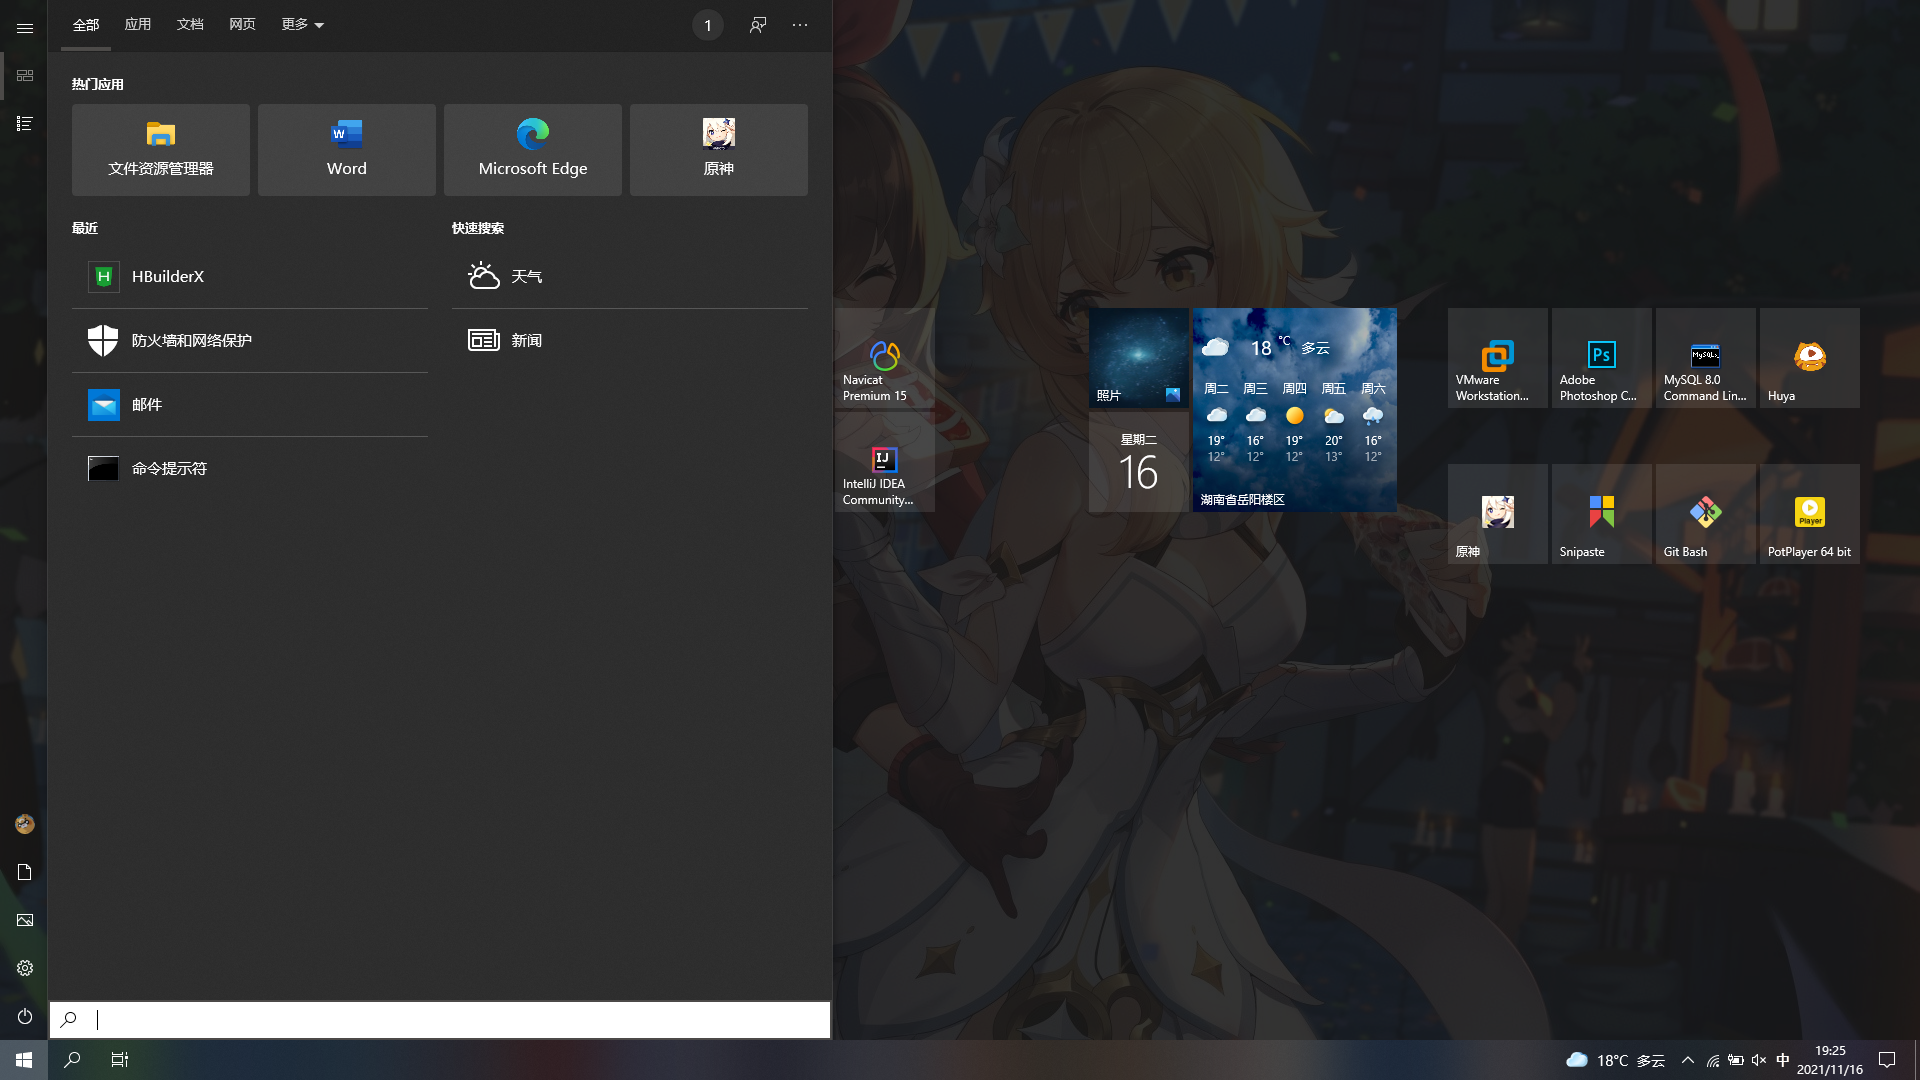 全部 应用 文档 网页 更多
1
热门应用
文件资源管理器
Word
Microsoft Edge
原神
最近
HBuilderX
防火墙和网络保护
邮件
命令提示符
快速搜索
天气
新闻
Navicat
Premium 15
IntelliJ IDEA
Community...
照片
星期二
16
18 °C 多云
周二 周三 周四 周五 周六
19° 16° 19° 20° 16°
12° 12° 12° 13° 12°
湖南省岳阳楼区
VMware
Workstation...
Ps
Adobe
Photoshop C...
MySQL 8.0
Command Lin...
Huya
原神
Snipaste
Git Bash
Player
PotPlayer 64 bit
18°C 多云
中
19:25
2021/11/16